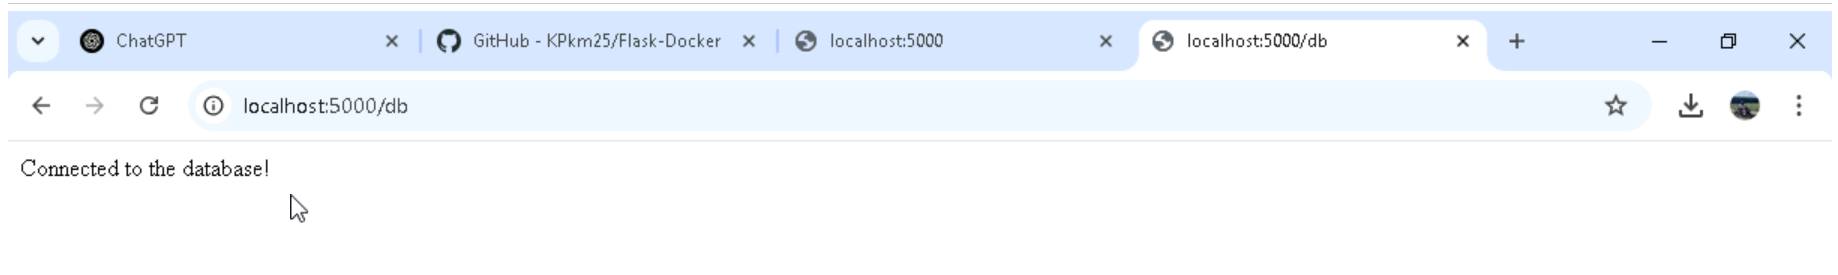 ChatGPT
GitHub - KPkm25/Flask-Docker
localhost:5000
localhost:5000/db
localhost:5000/db
Connected to the database!